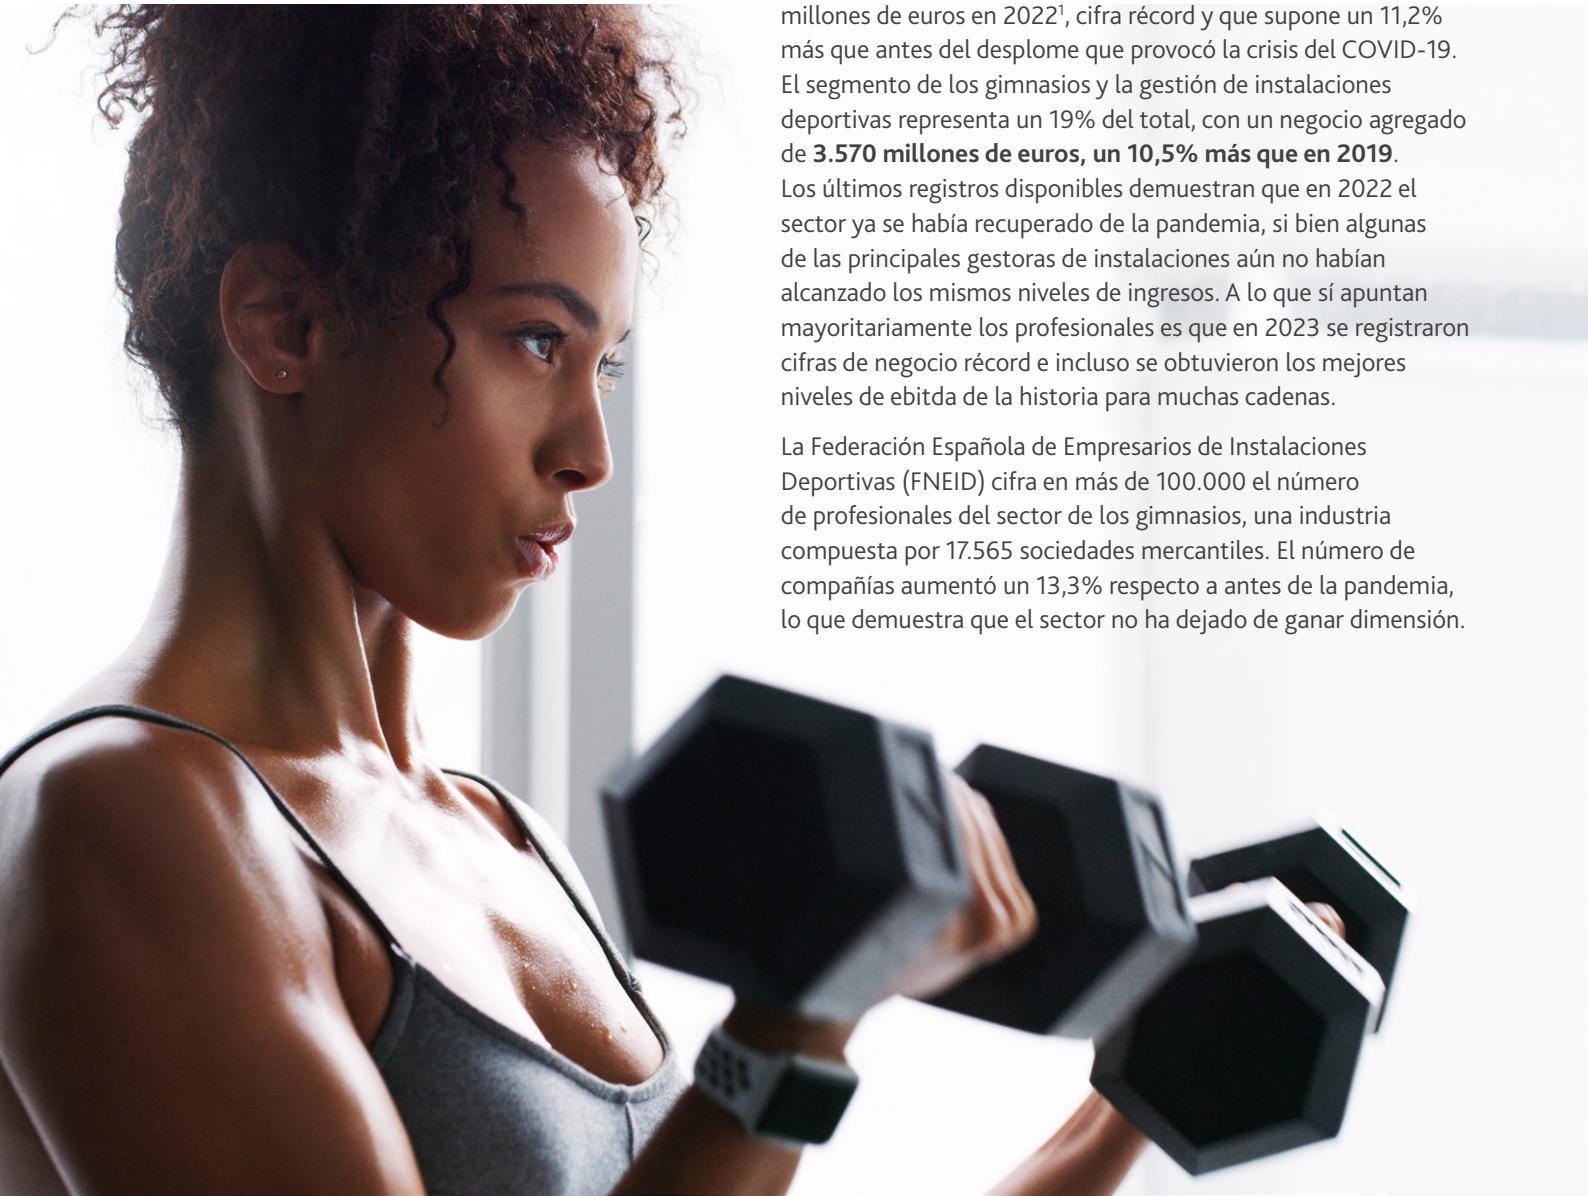 millones de euros en 2022¹, cifra récord y que supone un 11,2%
más que antes del desplome que provocó la crisis del COVID-19.
El segmento de los gimnasios y la gestión de instalaciones
deportivas representa un 19% del total, con un negocio agregado
de 3.570 millones de euros, un 10,5% más que en 2019.
Los últimos registros disponibles demuestran que en 2022 el
sector ya se había recuperado de la pandemia, si bien algunas
de las principales gestoras de instalaciones aún no habían
alcanzado los mismos niveles de ingresos. A lo que sí apuntan
mayoritariamente los profesionales es que en 2023 se registraron
cifras de negocio récord e incluso se obtuvieron los mejores
niveles de ebitda de la historia para muchas cadenas.
La Federación Española de Empresarios de Instalaciones
Deportivas (FNEID) cifra en más de 100.000 el número
de profesionales del sector de los gimnasios, una industria
compuesta por 17.565 sociedades mercantiles. El número de
compañías aumentó un 13,3% respecto a antes de la pandemia,
lo que demuestra que el sector no ha dejado de ganar dimensión.